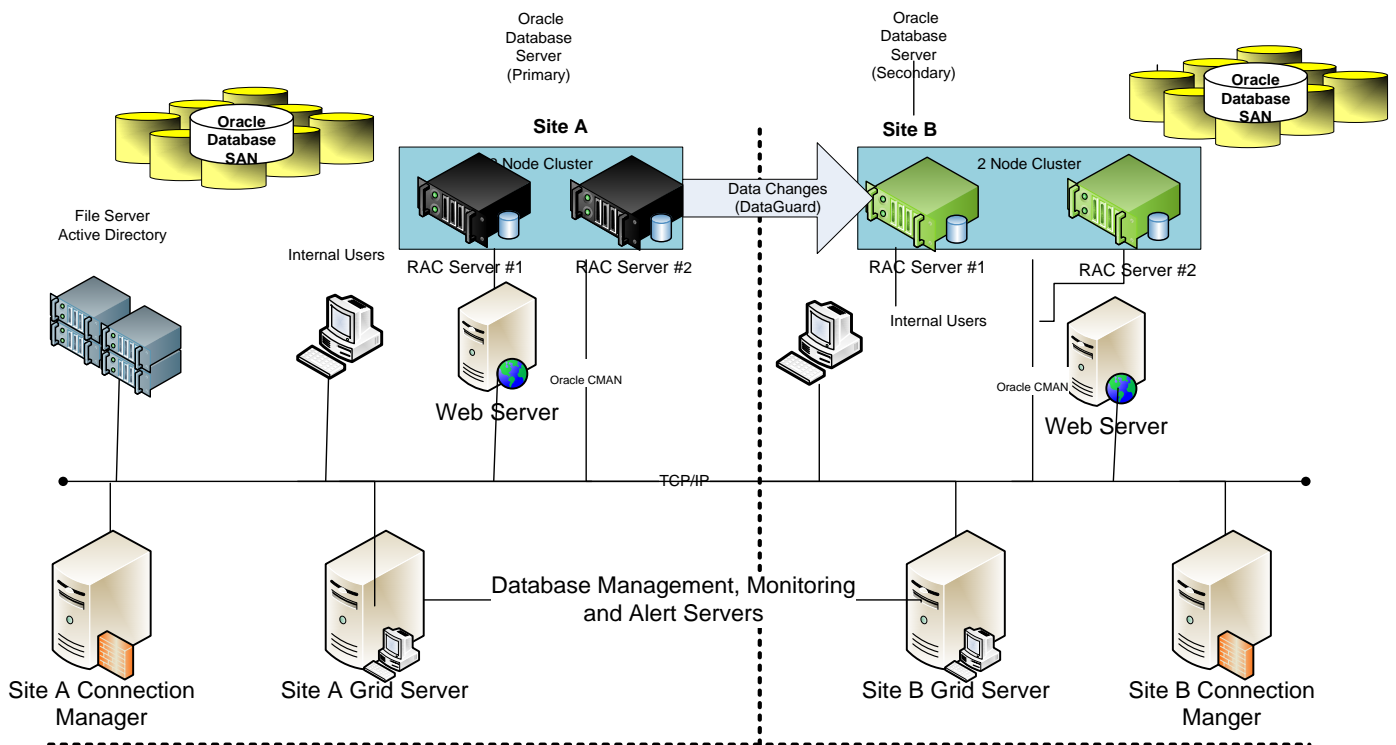 Oracle
Database
Server
(Primary)
Oracle
Database
Server
(Secondary)
Oracle
Database
SAN
Oracle
Database
SAN
Site A
Site B
Node Cluster
2 Node Cluster
Data Changes
(DataGuard)
File Server
Active Directory
Internal Users
RAC Server #1
RAC Server #2
RAC Server #1
RAC Server #2
Internal Users
Oracle CMAN
Oracle CMAN
Web Server
Web Server
TCP/IP
Database Management, Monitoring
and Alert Servers
Site A Connection
Manager
Site A Grid Server
Site B Grid Server
Site B Connection
Manger